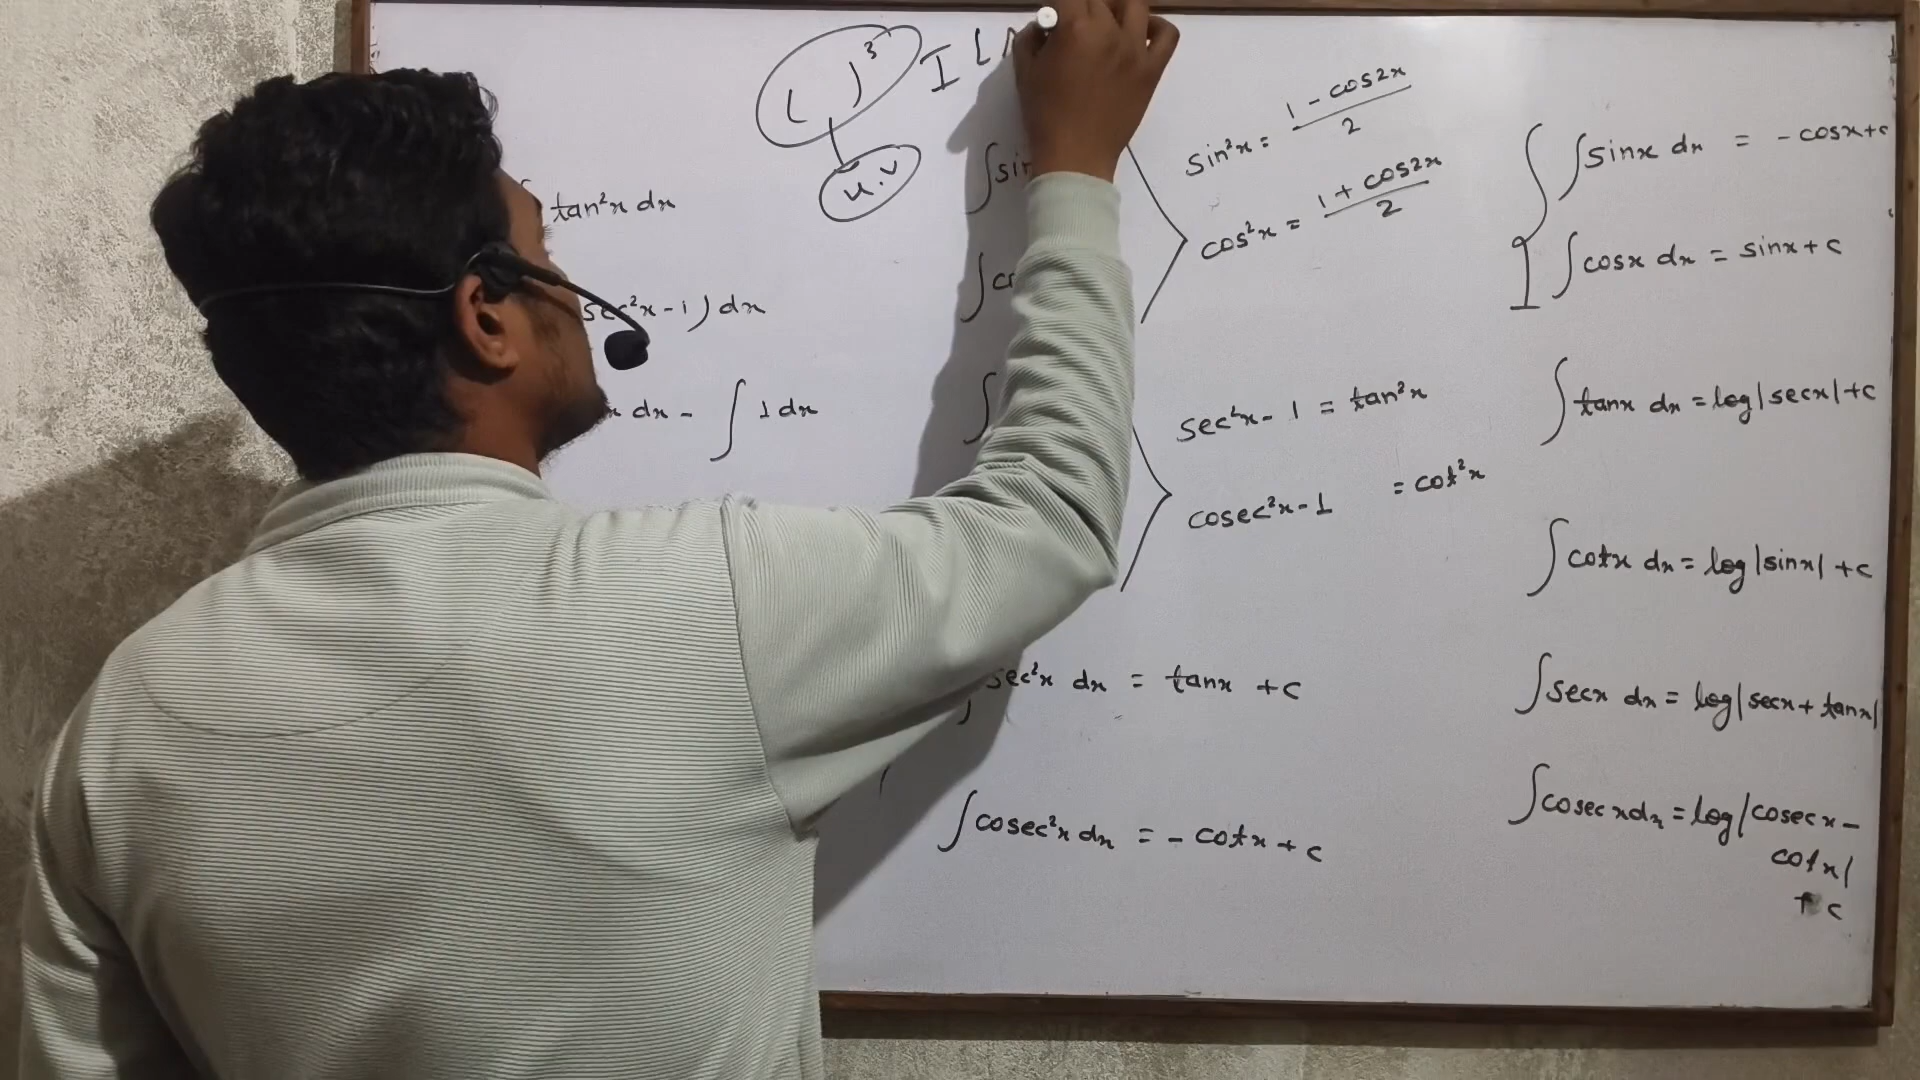 ( )³ I L
u.v
tan²x dx
sec²x - 1) dx
dx - ∫ 1 dx
∫sin
∫
∫
sin²x = 1 - cos2x / 2
cos²x = 1 + cos2x / 2
sec²x - 1 = tan²x
cosec²x - 1 = cot²x
sec²x dx = tanx + c
∫cosec²x dx = - cotx + c
∫sinx dx = - cosx + c
∫cosx dx = sinx + c
∫tanx dx = log|secx| + c
∫cotx dx = log|sinx| + c
∫secx dx = log|secx + tanx|
∫cosec x dx = log|cosec x -
cotx|
+ c